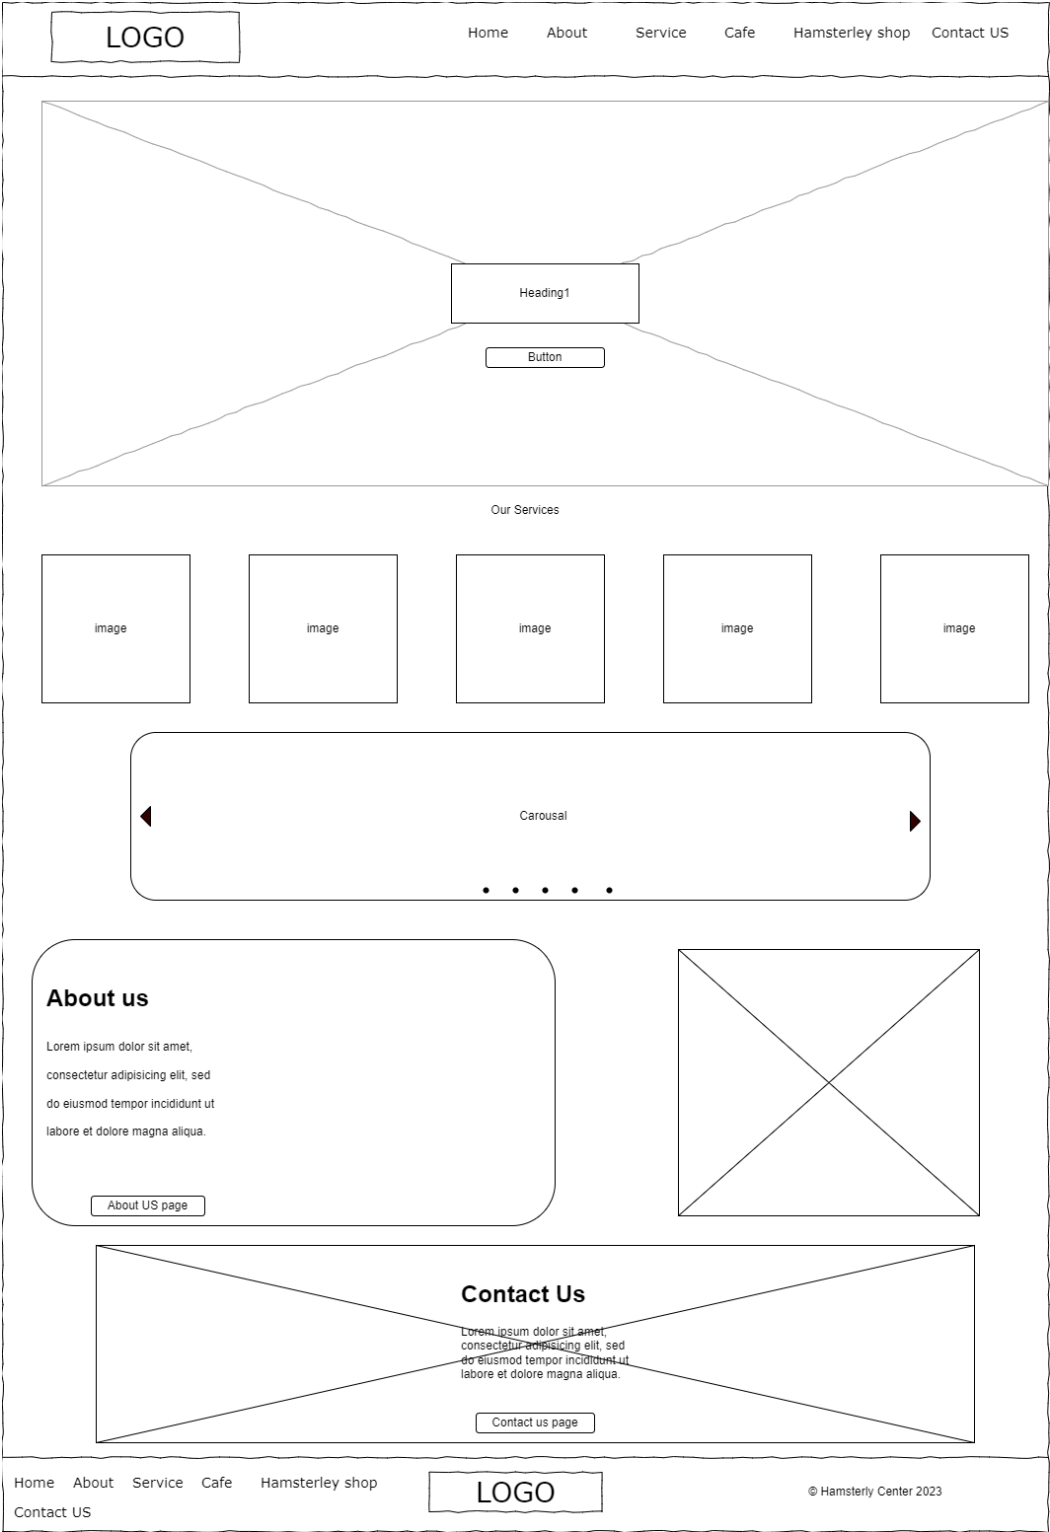 LOGO
Home About Service Cafe Hamsterley shop Contact US
Heading1
Button
Our Services
image image image image image
Carousal
About us
Lorem ipsum dolor sit amet,
consectetur adipisicing elit, sed
do eiusmod tempor incididunt ut
labore et dolore magna aliqua.
About US page
Contact Us
Lorem ipsum dolor sit amet,
consectetur adipisicing elit, sed
do eiusmod tempor incididunt ut
labore et dolore magna aliqua.
Contact us page
Home About Service Cafe Hamsterley shop
Contact US
LOGO
© Hamsterly Center 2023